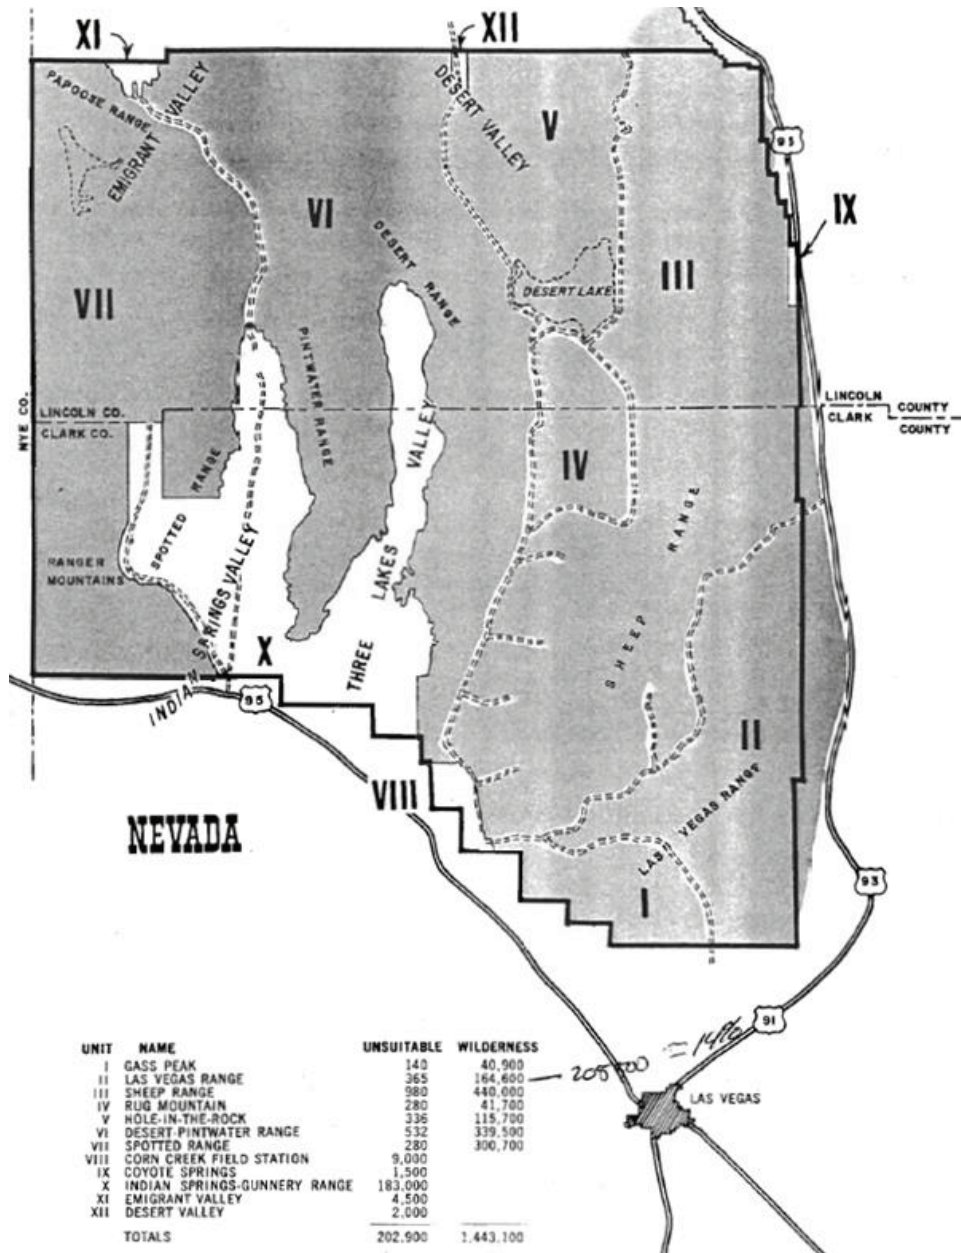 XI
XII
PAPOOSE RANGE
EMIGRANT VALLEY
DESERT VALLEY
V
95
IX
VI
DESERT RANGE
III
DESERT LAKE
VII
PINTWATER RANGE
NYE CO.
LINCOLN CO.
CLARK CO.
LINCOLN COUNTY
CLARK COUNTY
SPOTTED RANGE
IV
THREE LAKES VALLEY
SHEEP RANGE
RANGER
MOUNTAINS
INDIAN SPRINGS VALLEY
X
95
II
VIII
LAS VEGAS RANGE
NEVADA
I
93
91
LAS VEGAS
UNIT NAME UNSUITABLE WILDERNESS
I GASS PEAK 140 40,900
II LAS VEGAS RANGE 365 164,600
III SHEEP RANGE 980 440,000
IV RUG MOUNTAIN 280 41,700
V HOLE-IN-THE-ROCK 336 115,700
VI DESERT-PINTWATER RANGE 532 339,500
VII SPOTTED RANGE 280 300,700
VIII CORN CREEK FIELD STATION 9,000
IX COYOTE SPRINGS 1,500
X INDIAN SPRINGS-GUNNERY RANGE 183,000
XI EMIGRANT VALLEY 4,500
XII DESERT VALLEY 2,000
TOTALS 202,900 1,443,100